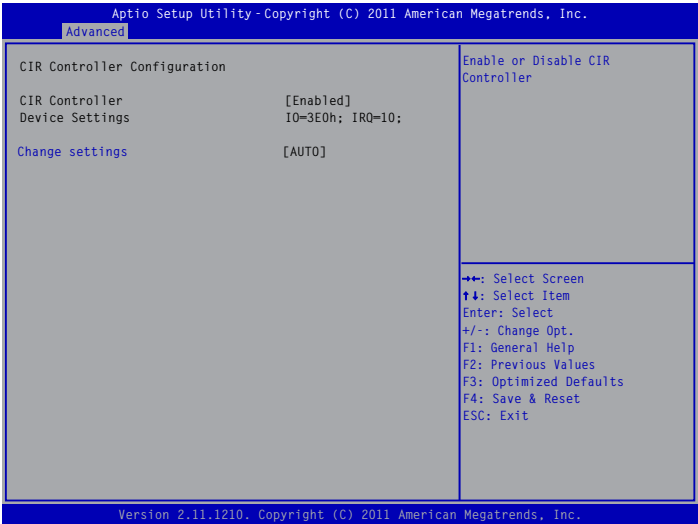 Aptio Setup Utility - Copyright (C) 2011 American Megatrends, Inc.
Advanced
CIR Controller Configuration
CIR Controller [Enabled]
Device Settings IO=3E0h; IRQ=10;
Change settings [AUTO]
Enable or Disable CIR
Controller
→←: Select Screen
↑↓: Select Item
Enter: Select
+/-: Change Opt.
F1: General Help
F2: Previous Values
F3: Optimized Defaults
F4: Save & Reset
ESC: Exit
Version 2.11.1210. Copyright (C) 2011 American Megatrends, Inc.